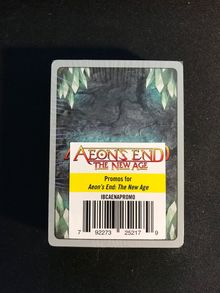 AEON'S END
THE NEW AGE
Promos for
Aeon's End: The New Age
IBCAENAPROMO
7 92273 25217 9